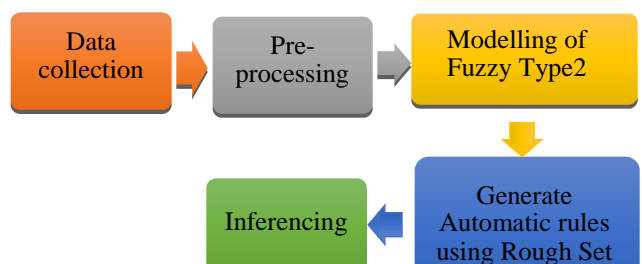 Data
collection
Pre-
processing
Modelling of
Fuzzy Type2
Generate
Automatic rules
using Rough Set
Inferencing